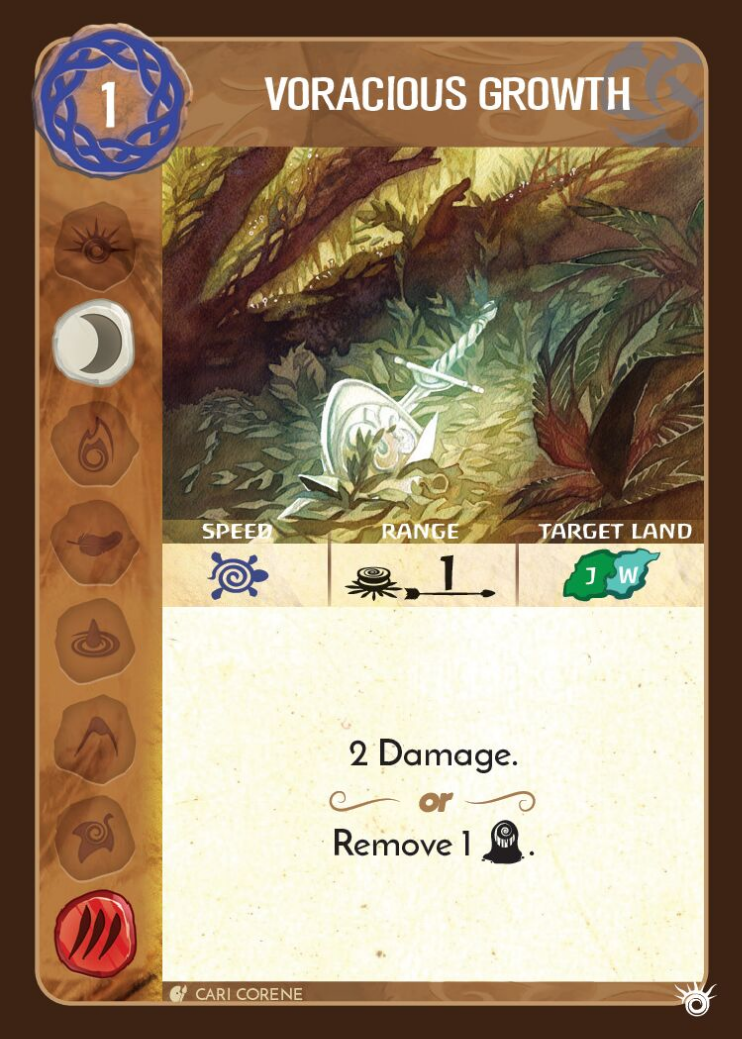 1
VORACIOUS GROWTH
SPEED RANGE TARGET LAND
1 J W
2 Damage.
or
Remove 1 .
CARI CORENE